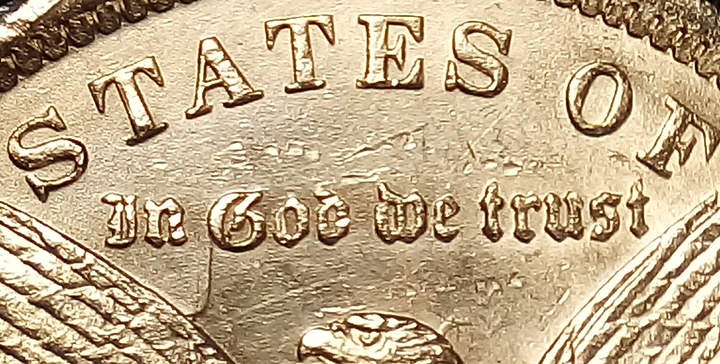 STATES OF
In God we trust